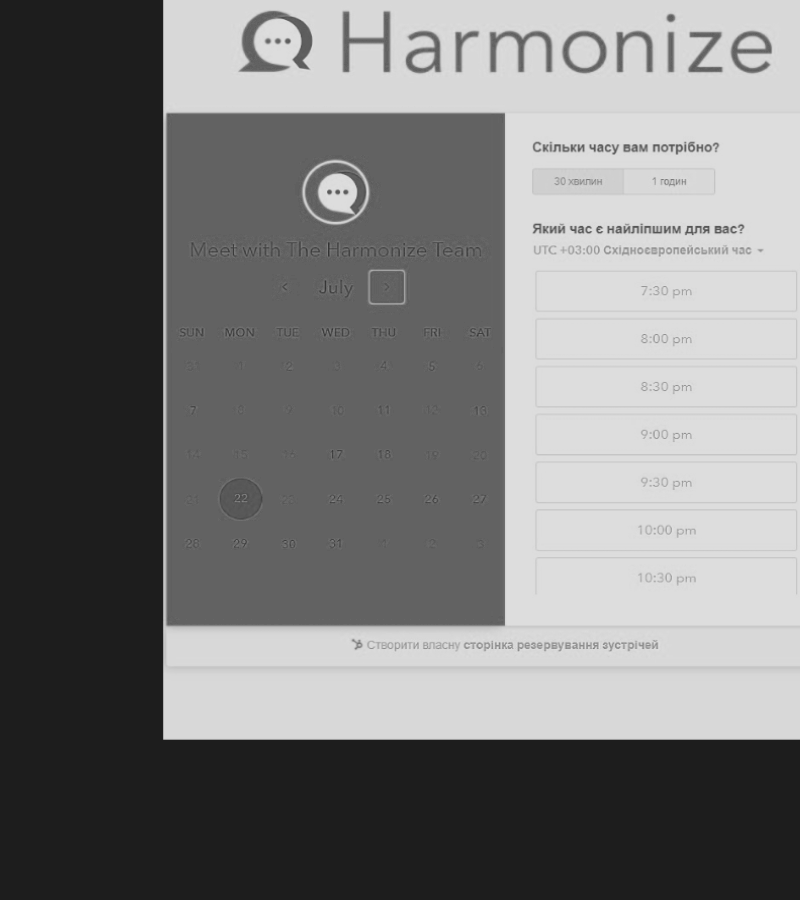 Harmonize
Meet with The Harmonize Team
< July >
SUN MON TUE WED THU FRI SAT
31 1 2 3 4 5 6
7 8 9 10 11 12 13
14 15 16 17 18 19 20
21 22 23 24 25 26 27
28 29 30 31 1 2 3
Скільки часу вам потрібно?
30 хвилин 1 годин
Який час є найліпшим для вас?
UTC +03:00 Східноєвропейський час
7:30 pm
8:00 pm
8:30 pm
9:00 pm
9:30 pm
10:00 pm
10:30 pm
Створити власну сторінка резервування зустрічей